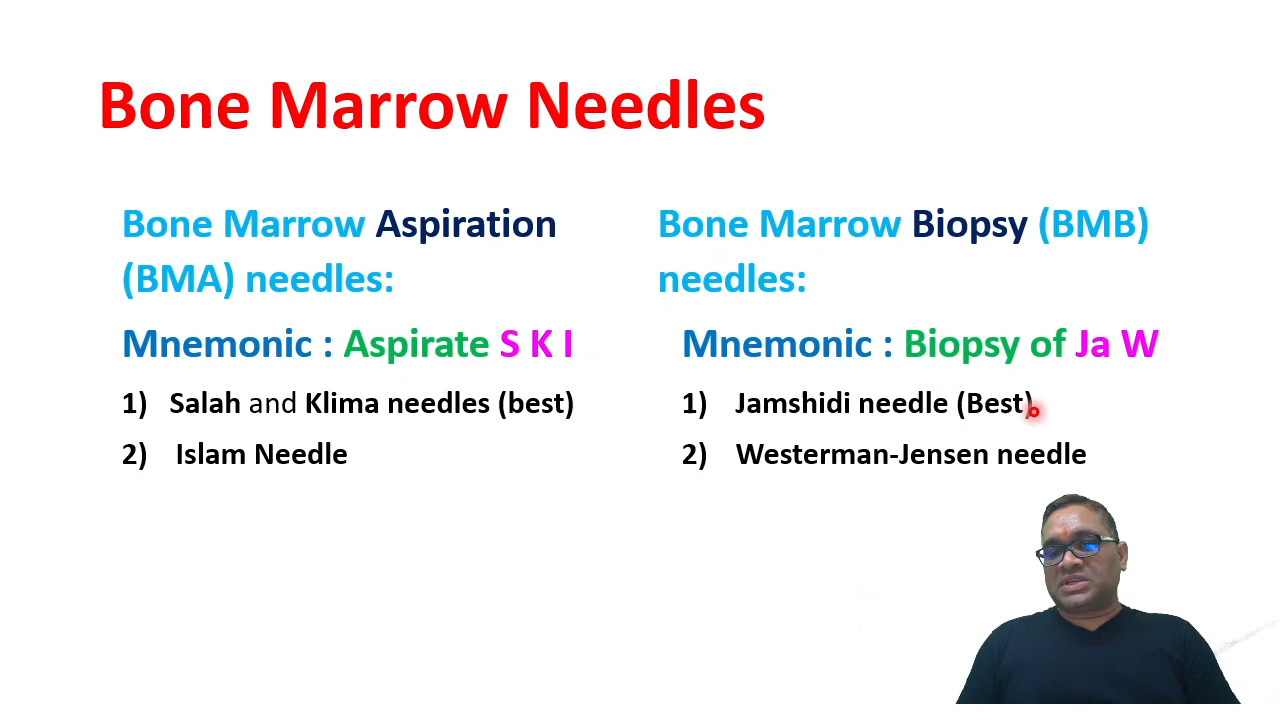 Bone Marrow Needles
Bone Marrow Aspiration
(BMA) needles:
Mnemonic : Aspirate S K I
1) Salah and Klima needles (best)
2) Islam Needle
Bone Marrow Biopsy (BMB)
needles:
Mnemonic : Biopsy of Ja W
1) Jamshidi needle (Best)
2) Westerman-Jensen needle